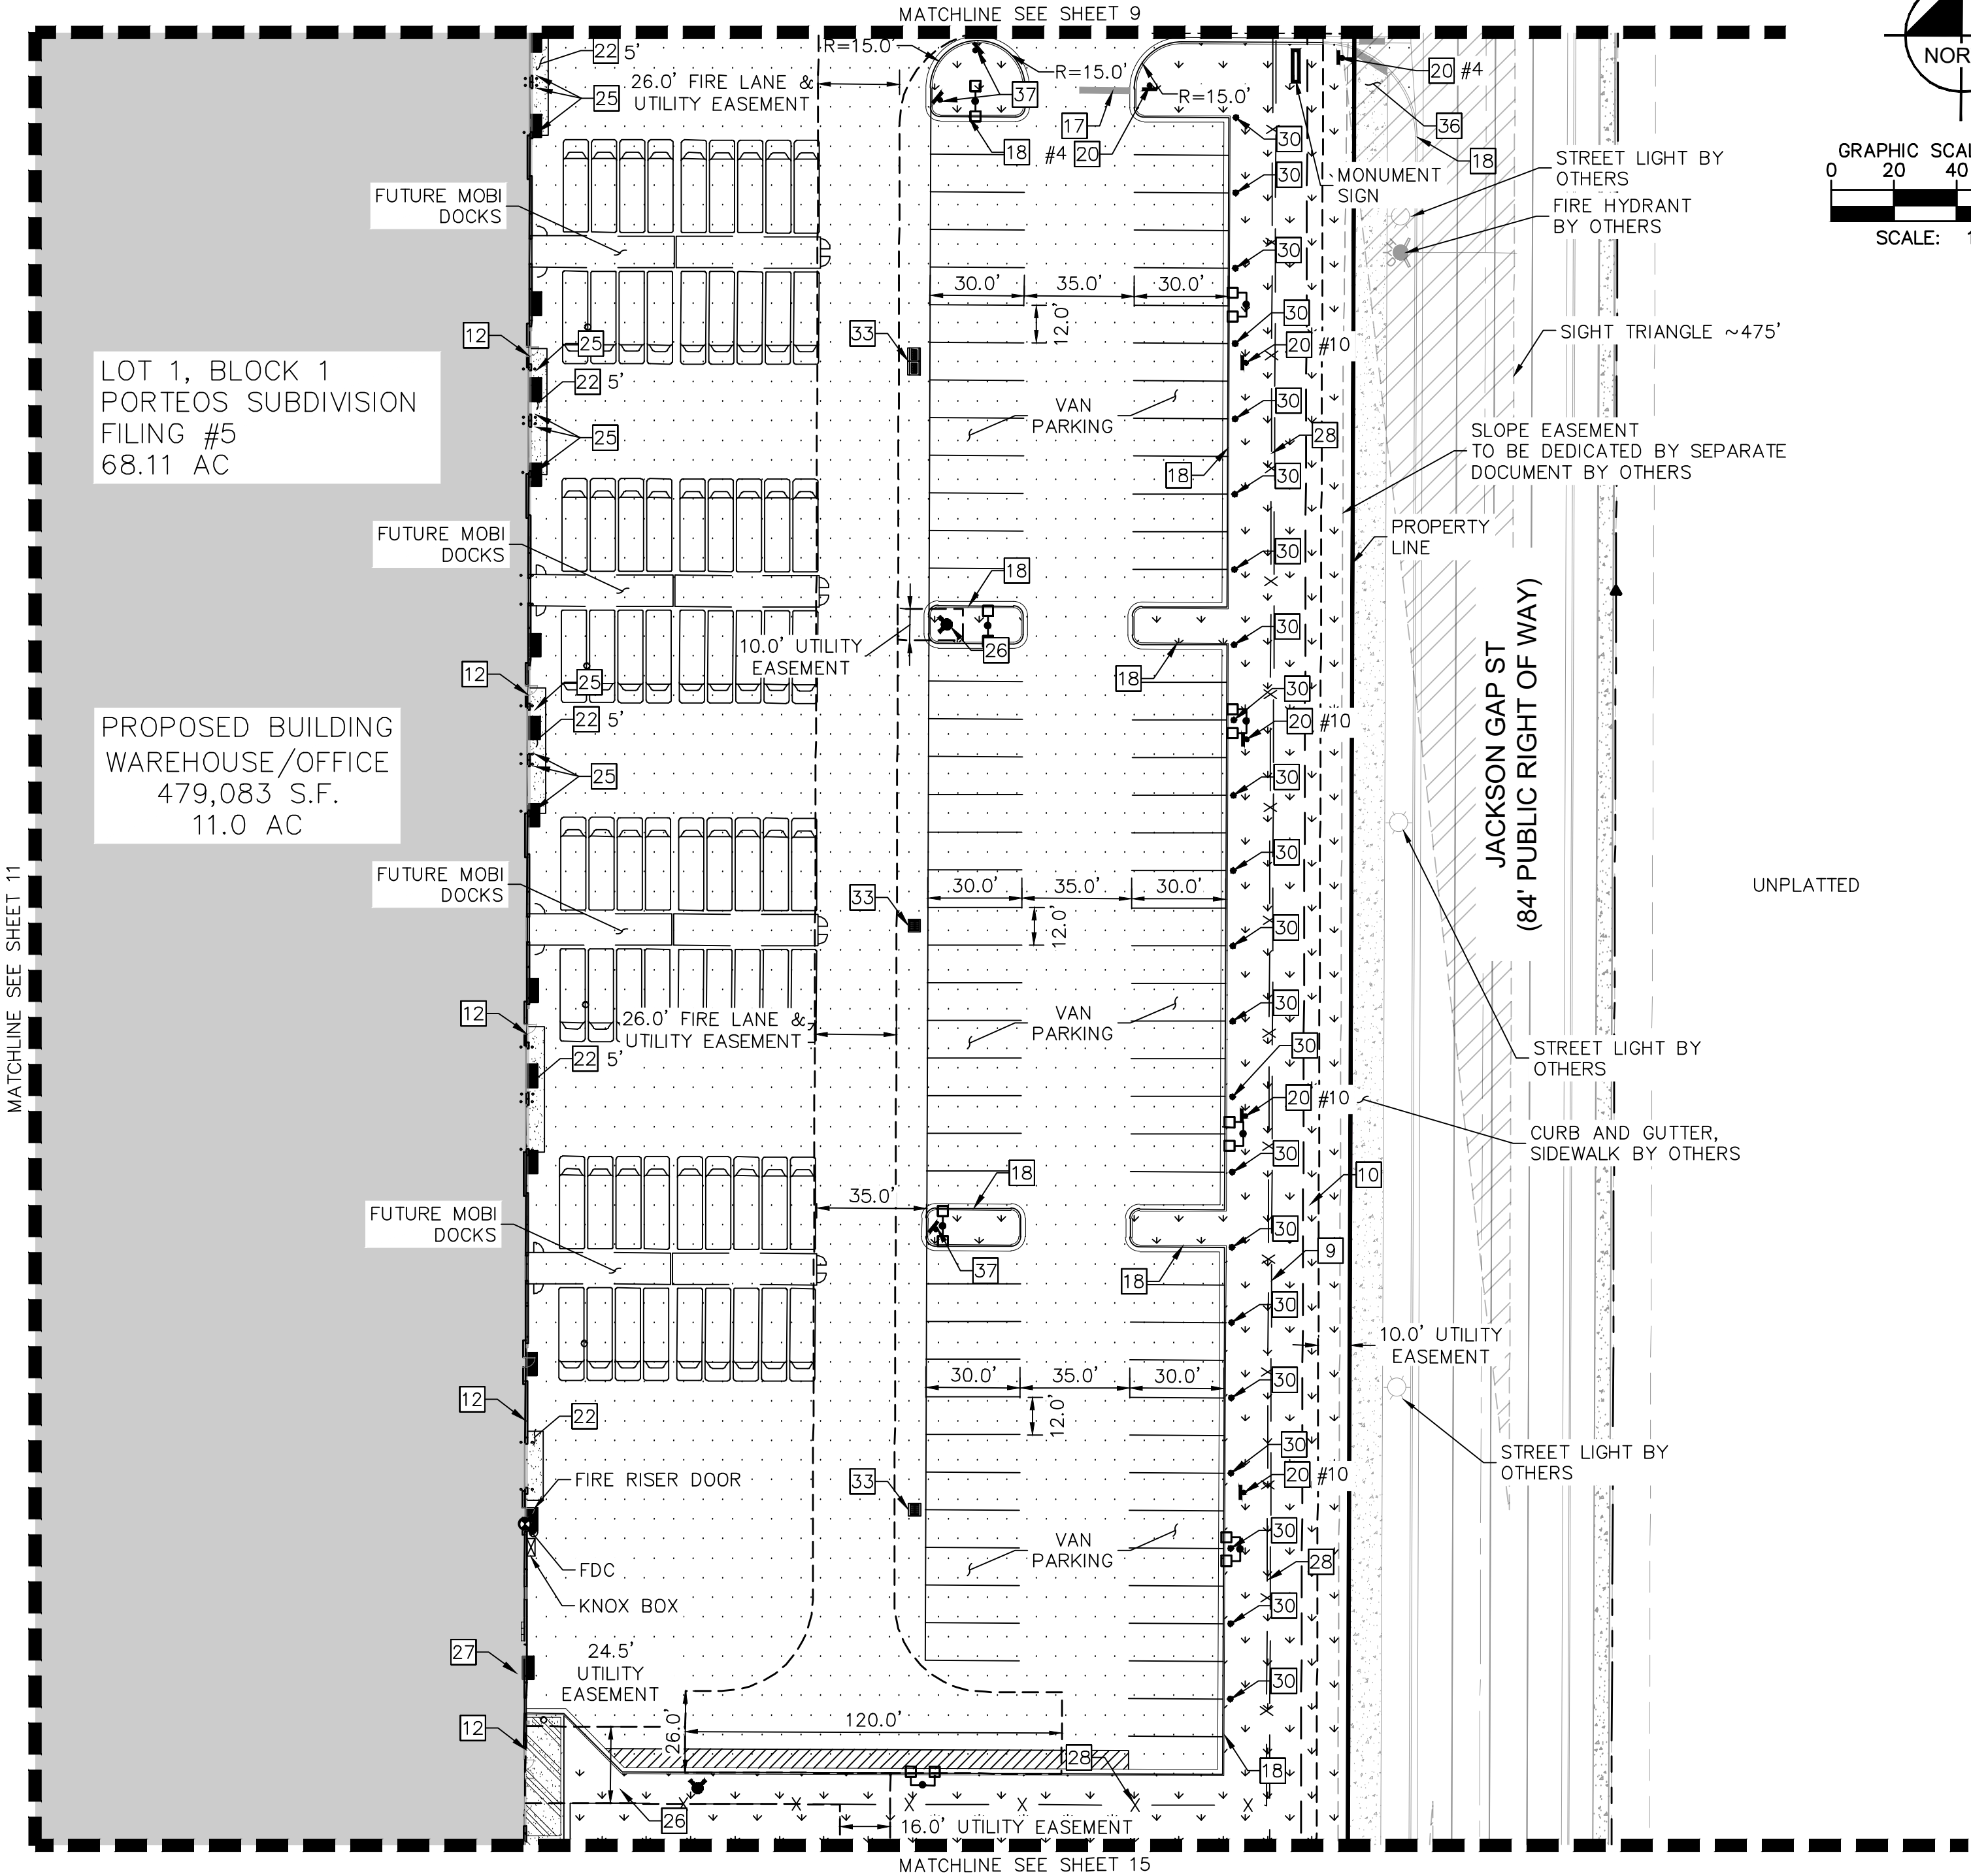 MATCHLINE SEE SHEET 9
NOR
GRAPHIC SCAL
0 20 40
SCALE: 1
22 5'
25
26.0' FIRE LANE &
UTILITY EASEMENT
R=15.0'
R=15.0'
R=15.0'
37
17
18
#4 20
20 #4
36
18
30
30
MONUMENT
SIGN
STREET LIGHT BY
OTHERS
FIRE HYDRANT
BY OTHERS
FUTURE MOBI
DOCKS
30
30.0' 35.0' 30.0'
12.0'
30
12
25
33
20 #10
SIGHT TRIANGLE ~475'
LOT 1, BLOCK 1
PORTEOS SUBDIVISION
FILING #5
68.11 AC
22 5'
25
VAN
PARKING
30
28
18
30
SLOPE EASEMENT
TO BE DEDICATED BY SEPARATE
DOCUMENT BY OTHERS
FUTURE MOBI
DOCKS
PROPERTY
LINE
30
18
30
10.0' UTILITY
EASEMENT
26
18
12
25
30
JACKSON GAP ST
(84' PUBLIC RIGHT OF WAY)
PROPOSED BUILDING
WAREHOUSE/OFFICE
479,083 S.F.
11.0 AC
22 5'
20 #10
25
30
30
FUTURE MOBI
DOCKS
30.0' 35.0' 30.0'
12.0'
33
30
UNPLATTED
MATCHLINE SEE SHEET 11
12
26.0' FIRE LANE &
UTILITY EASEMENT
VAN
PARKING
30
30
22 5'
STREET LIGHT BY
OTHERS
20 #10
CURB AND GUTTER,
SIDEWALK BY OTHERS
30
18
10
35.0'
FUTURE MOBI
DOCKS
30
9
37
18
30
10.0' UTILITY
EASEMENT
30.0' 35.0' 30.0'
12.0'
30
12
22
30
STREET LIGHT BY
OTHERS
FIRE RISER DOOR
33
20 #10
30
VAN
PARKING
28
FDC
KNOX BOX
30
27
24.5'
UTILITY
EASEMENT
30
12
26.0'
120.0'
28
18
26
16.0' UTILITY EASEMENT
MATCHLINE SEE SHEET 15